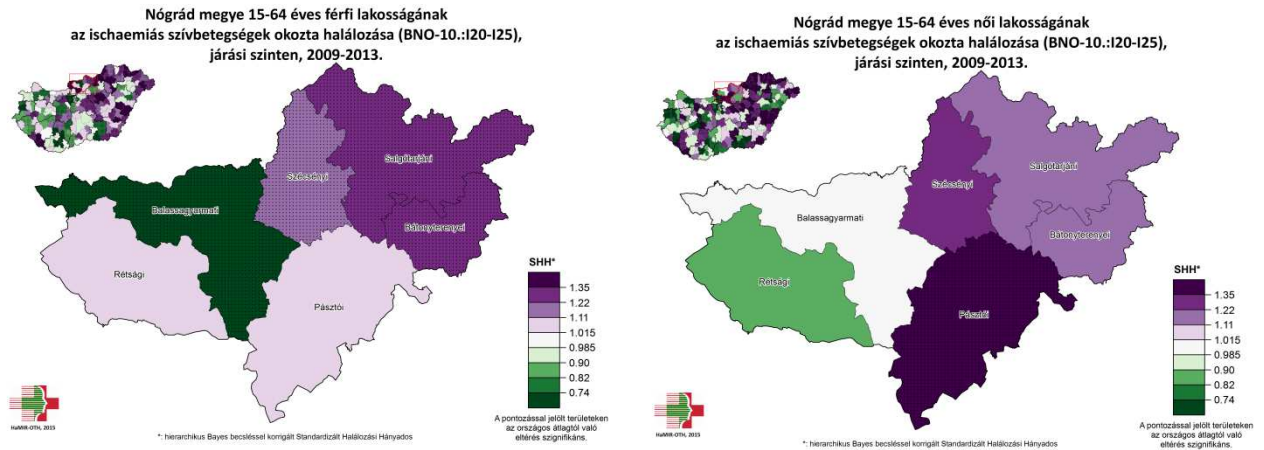 Nógrád megye 15-64 éves férfi lakosságának
az ischaemiás szívbetegségek okozta halálozása (BNO-10.:I20-I25),
járási szinten, 2009-2013.
Salgótarjáni
Szécsényi
Balassagyarmati
Bátonyterenyei
Rétsági
Pásztói
SHH*
1.35
1.22
1.11
1.015
0.985
0.90
0.82
0.74
HaMIR-OTH, 2015
A pontozással jelölt területeken
az országos átlagtól való
eltérés szignifikáns.
*: hierarchikus Bayes becsléssel korrigált Standardizált Halálozási Hányados
Nógrád megye 15-64 éves női lakosságának
az ischaemiás szívbetegségek okozta halálozása (BNO-10.:I20-I25),
járási szinten, 2009-2013.
Salgótarjáni
Szécsényi
Balassagyarmati
Bátonyterenyei
Rétsági
Pásztói
SHH*
1.35
1.22
1.11
1.015
0.985
0.90
0.82
0.74
HaMIR-OTH, 2015
A pontozással jelölt területeken
az országos átlagtól való
eltérés szignifikáns.
*: hierarchikus Bayes becsléssel korrigált Standardizált Halálozási Hányados